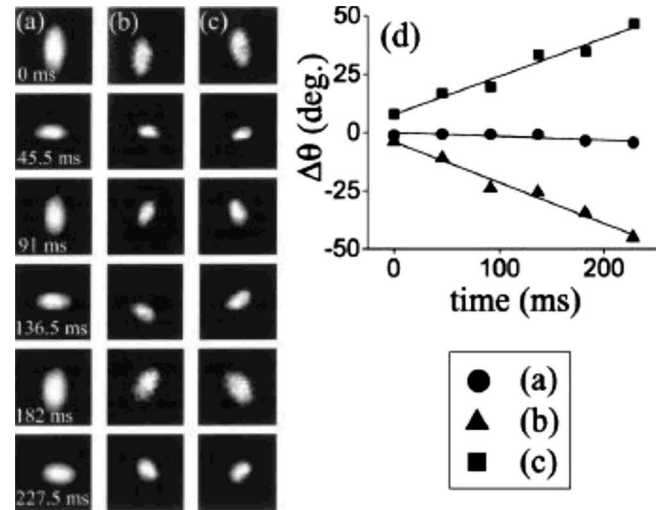 (a) (b) (c)
0 ms
45.5 ms
91 ms
136.5 ms
182 ms
227.5 ms
(d)
Δθ (deg.)
50
25
0
-25
-50
0 100 200
time (ms)
(a)
(b)
(c)